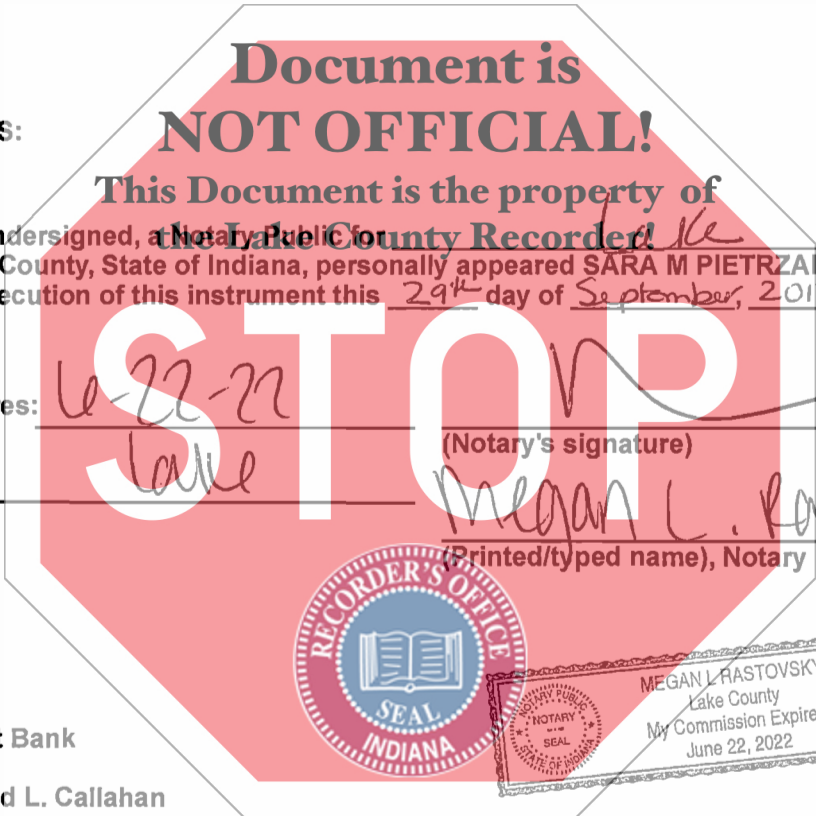 Document is
NOT OFFICIAL!
This Document is the property of
the Lake County Recorder!
S:
ndersigned, a Notary Public for Lake
County, State of Indiana, personally appeared SARA M PIETRZA
ecution of this instrument this 29th day of September, 201
STOP
es: 6-22-22
(Notary's signature)
Lake
Megan L. Ra
(Printed/typed name), Notary
RECORDER'S OFFICE
SEAL
INDIANA
MEGAN L RASTOVSKY
Lake County
My Commission Expire
June 22, 2022
NOTARY PUBLIC
NOTARY
SEAL
STATE OF INDIANA
: Bank
d L. Callahan